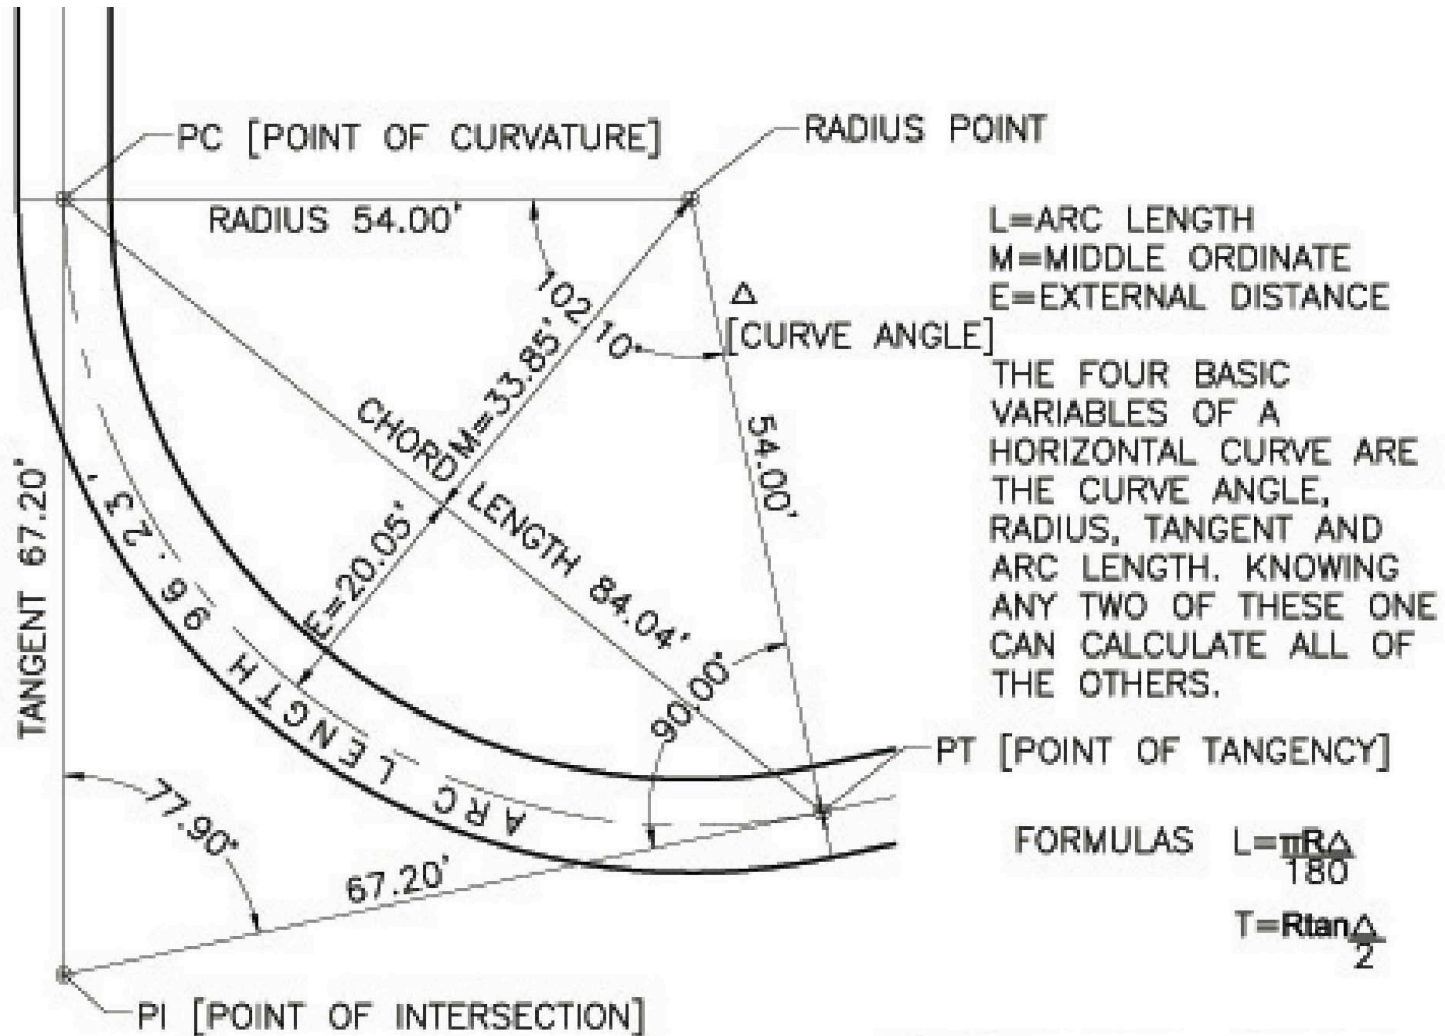 PC [POINT OF CURVATURE]
RADIUS POINT
RADIUS 54.00'
L=ARC LENGTH
M=MIDDLE ORDINATE
E=EXTERNAL DISTANCE
102.10°
Δ
[CURVE ANGLE]
THE FOUR BASIC
VARIABLES OF A
HORIZONTAL CURVE ARE
THE CURVE ANGLE,
RADIUS, TANGENT AND
ARC LENGTH. KNOWING
ANY TWO OF THESE ONE
CAN CALCULATE ALL OF
THE OTHERS.
M=33.85'
CHORD LENGTH 84.04'
54.00'
E=20.05'
TANGENT 67.20'
ARC LENGTH 96.23'
90.00°
PT [POINT OF TANGENCY]
77.90°
67.20'
FORMULAS L=πRΔ
180
T=RtanΔ
2
PI [POINT OF INTERSECTION]